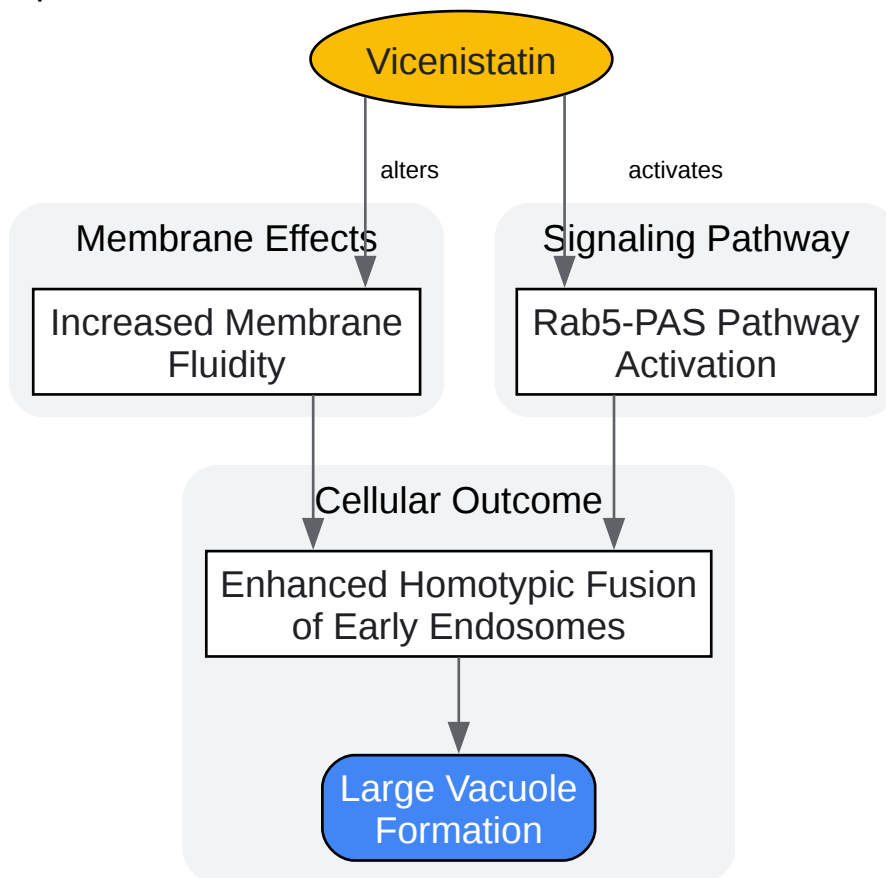 Vicenistatin
alters
activates
Membrane Effects
Signaling Pathway
Increased Membrane
Fluidity
Rab5-PAS Pathway
Activation
Cellular Outcome
Enhanced Homotypic Fusion
of Early Endosomes
Large Vacuole
Formation